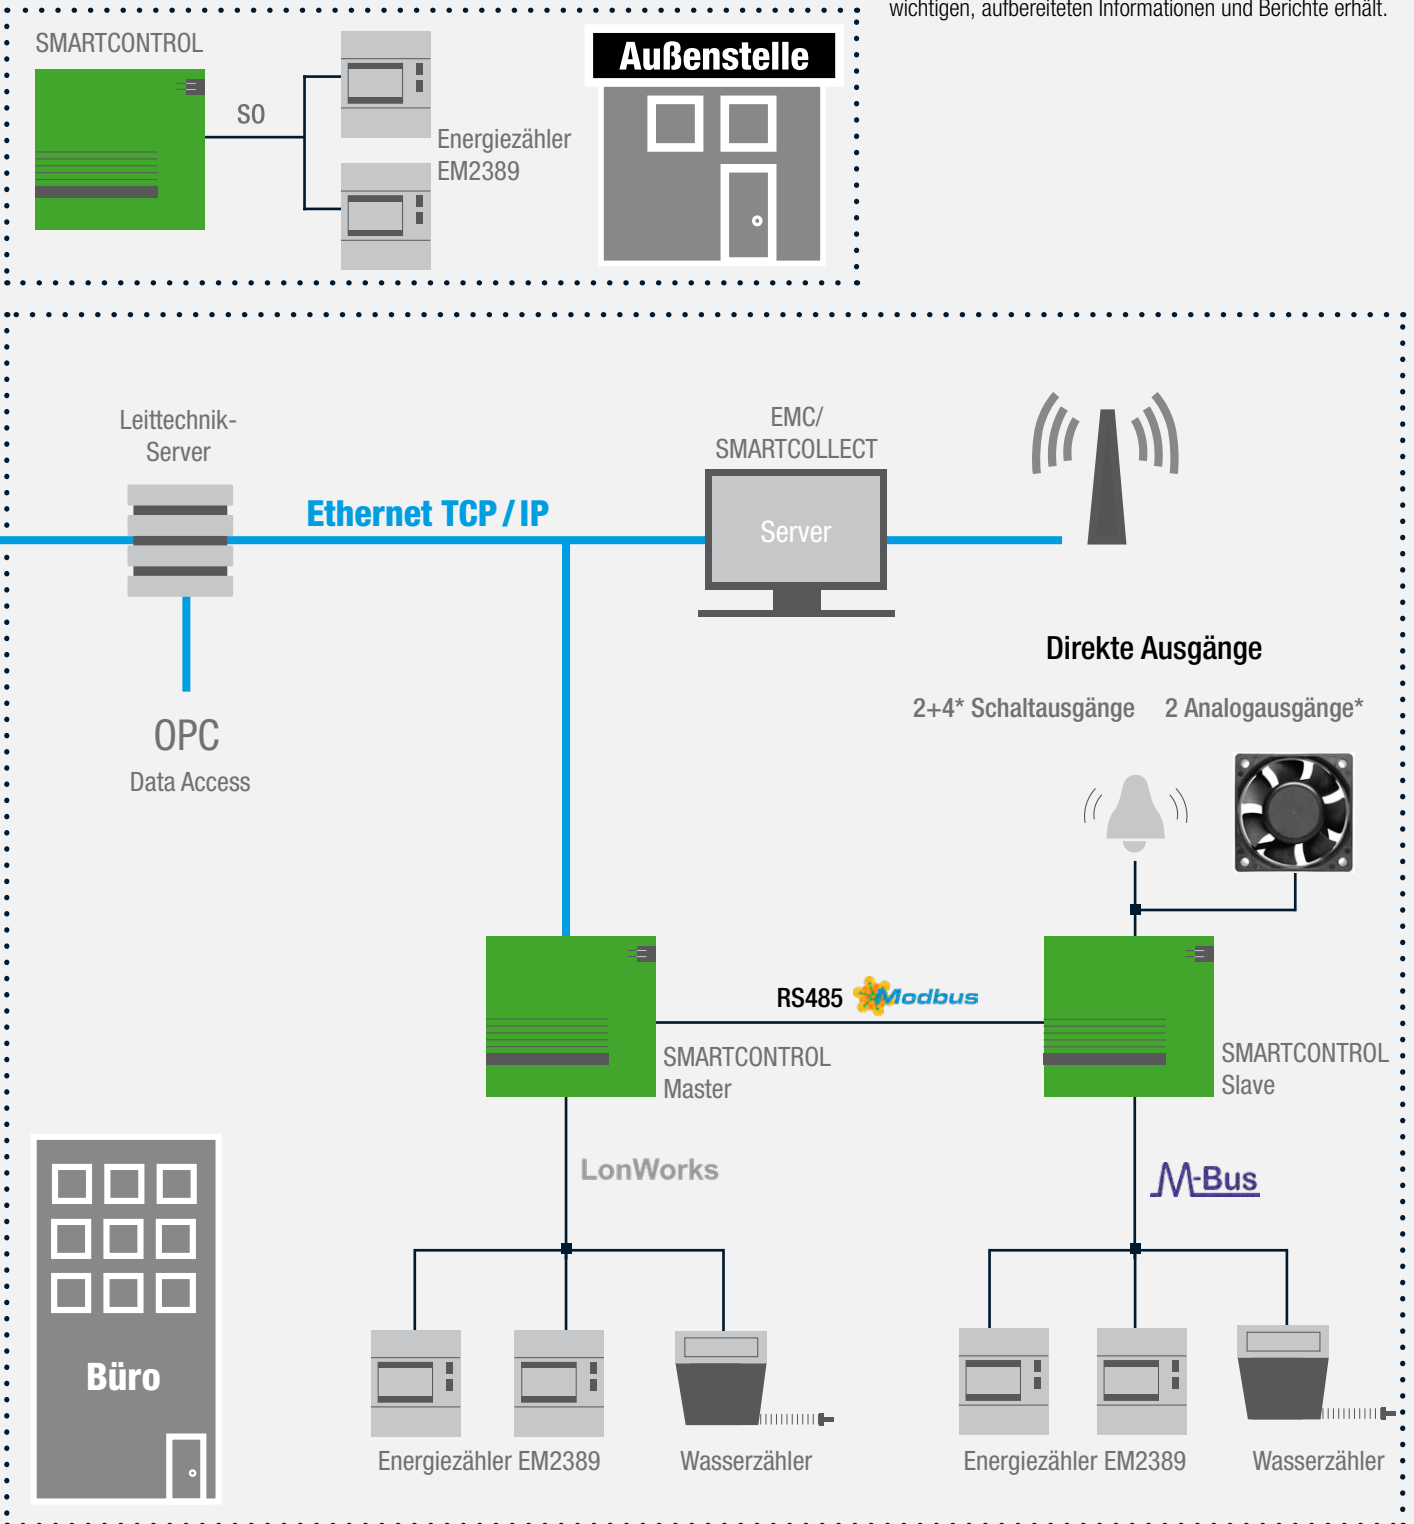 wichtigen, aufbereiteten Informationen und Berichte erhält.
SMARTCONTROL
S0
Energiezähler
EM2389
Außenstelle
Leittechnik-
Server
EMC/
SMARTCOLLECT
Ethernet TCP/IP
Server
OPC
Data Access
Direkte Ausgänge
2+4* Schaltausgänge
2 Analogausgänge*
RS485
Modbus
SMARTCONTROL
Master
SMARTCONTROL
Slave
LonWorks
M-Bus
Büro
Energiezähler EM2389
Wasserzähler
Energiezähler EM2389
Wasserzähler